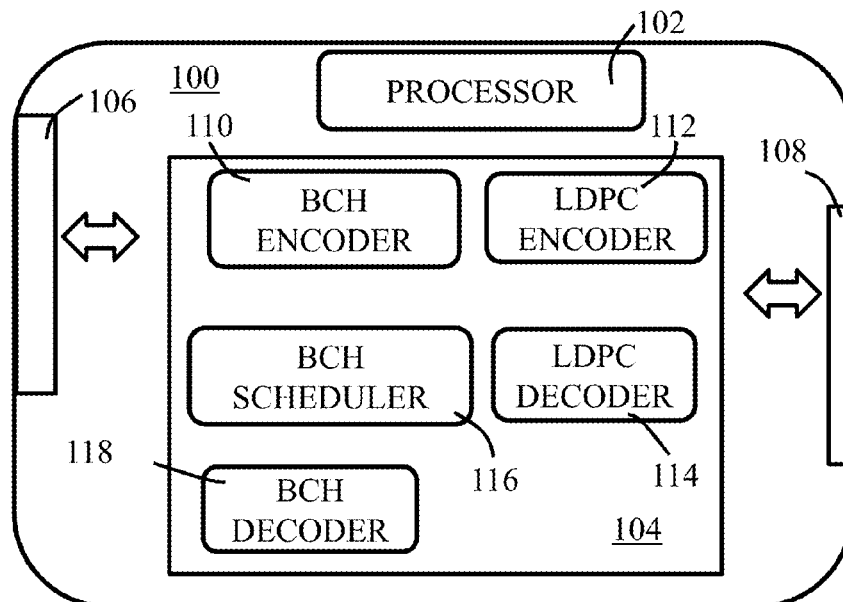 102
100
PROCESSOR
106
110
112
108
BCH
ENCODER
LDPC
ENCODER
BCH
SCHEDULER
LDPC
DECODER
118
116
114
BCH
DECODER
104